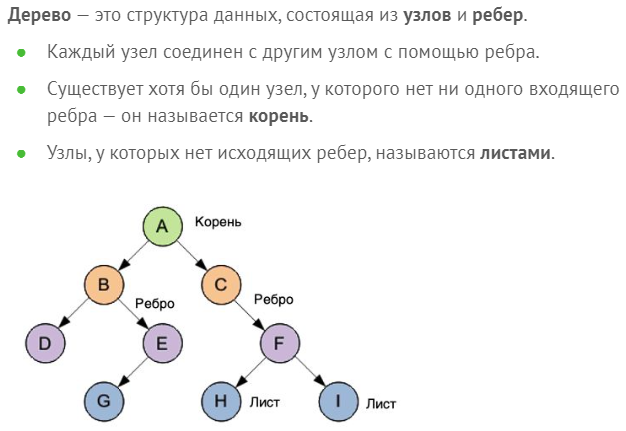 Дерево — это структура данных, состоящая из узлов и ребер.
Каждый узел соединен с другим узлом с помощью ребра.
Существует хотя бы один узел, у которого нет ни одного входящего
ребра — он называется корень.
Узлы, у которых нет исходящих ребер, называются листами.
A Корень
B C
Ребро Ребро
D E F
G H Лист I Лист